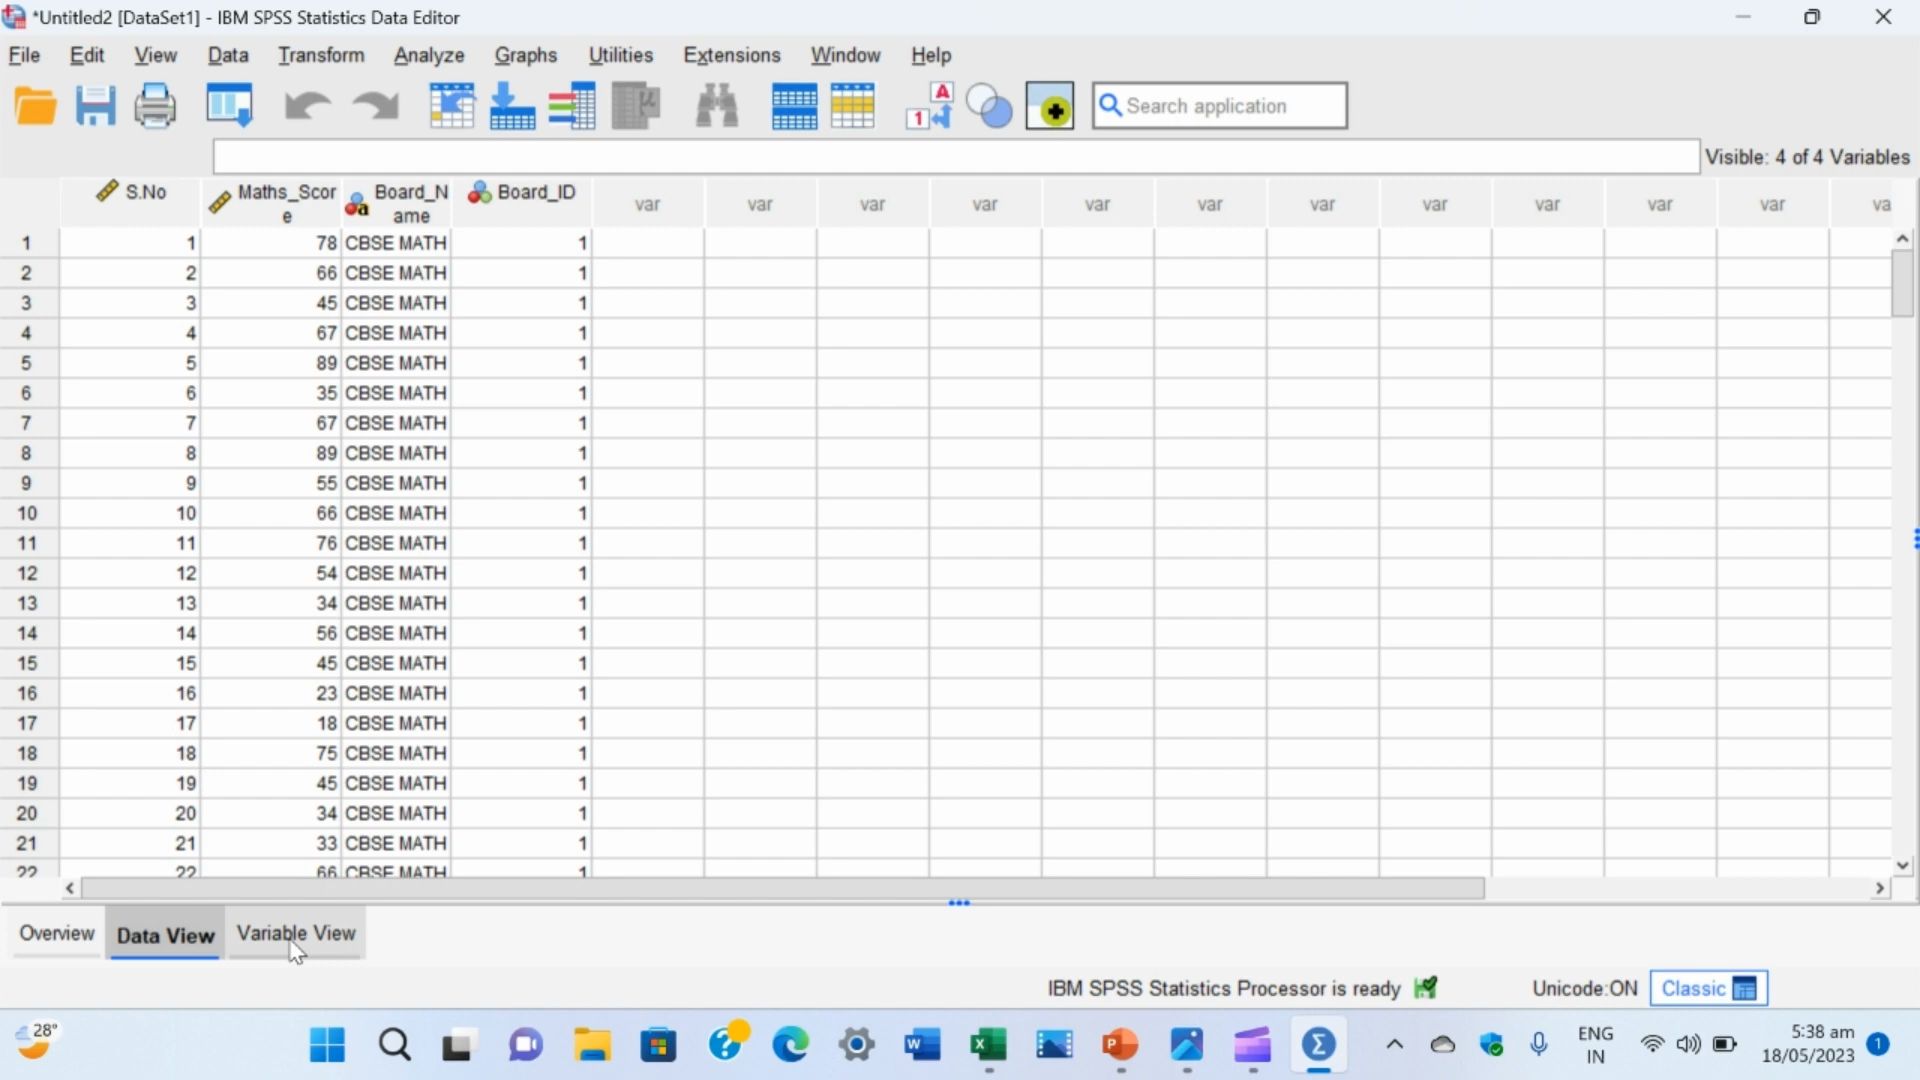 *Untitled2 [DataSet1] - IBM SPSS Statistics Data Editor
File Edit View Data Transform Analyze Graphs Utilities Extensions Window Help
Search application
Visible: 4 of 4 Variables
S.No Maths_Scor Board_N Board_ID var var var var var var var var var var var va
e ame
1 1 78 CBSE MATH 1
2 2 66 CBSE MATH 1
3 3 45 CBSE MATH 1
4 4 67 CBSE MATH 1
5 5 89 CBSE MATH 1
6 6 35 CBSE MATH 1
7 7 67 CBSE MATH 1
8 8 89 CBSE MATH 1
9 9 55 CBSE MATH 1
10 10 66 CBSE MATH 1
11 11 76 CBSE MATH 1
12 12 54 CBSE MATH 1
13 13 34 CBSE MATH 1
14 14 56 CBSE MATH 1
15 15 45 CBSE MATH 1
16 16 23 CBSE MATH 1
17 17 18 CBSE MATH 1
18 18 75 CBSE MATH 1
19 19 45 CBSE MATH 1
20 20 34 CBSE MATH 1
21 21 33 CBSE MATH 1
22 22 66 CBSE MATH 1
Overview Data View Variable View
IBM SPSS Statistics Processor is ready Unicode:ON Classic
28° ENG 5:38 am 1
IN 18/05/2023